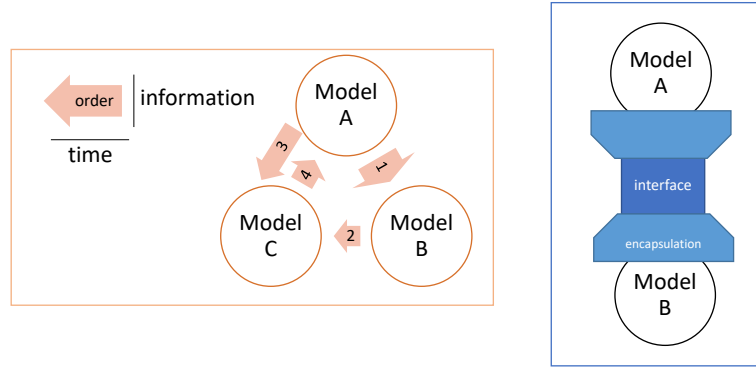 order
information
time
Model
A
3
4
1
Model
C
2
Model
B
Model
A
interface
encapsulation
Model
B